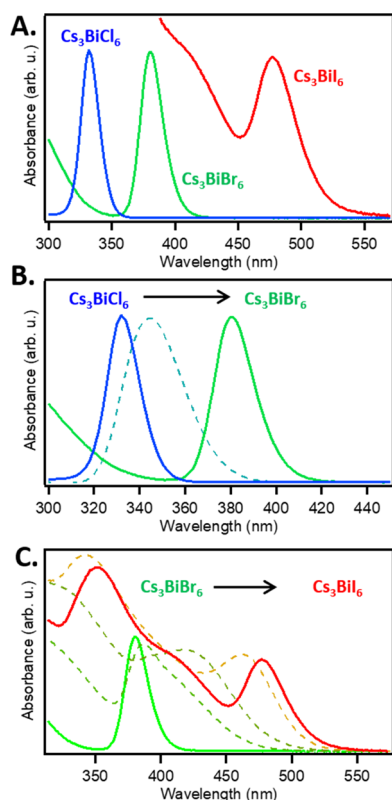 A.
Cs3BiCl6
Cs3BiI6
Cs3BiBr6
Absorbance (arb. u.)
300 350 400 450 500 550
Wavelength (nm)
B.
Cs3BiCl6 → Cs3BiBr6
Absorbance (arb. u.)
300 320 340 360 380 400 420 440
Wavelength (nm)
C.
Cs3BiBr6 → Cs3BiI6
Absorbance (arb. u.)
350 400 450 500 550
Wavelength (nm)